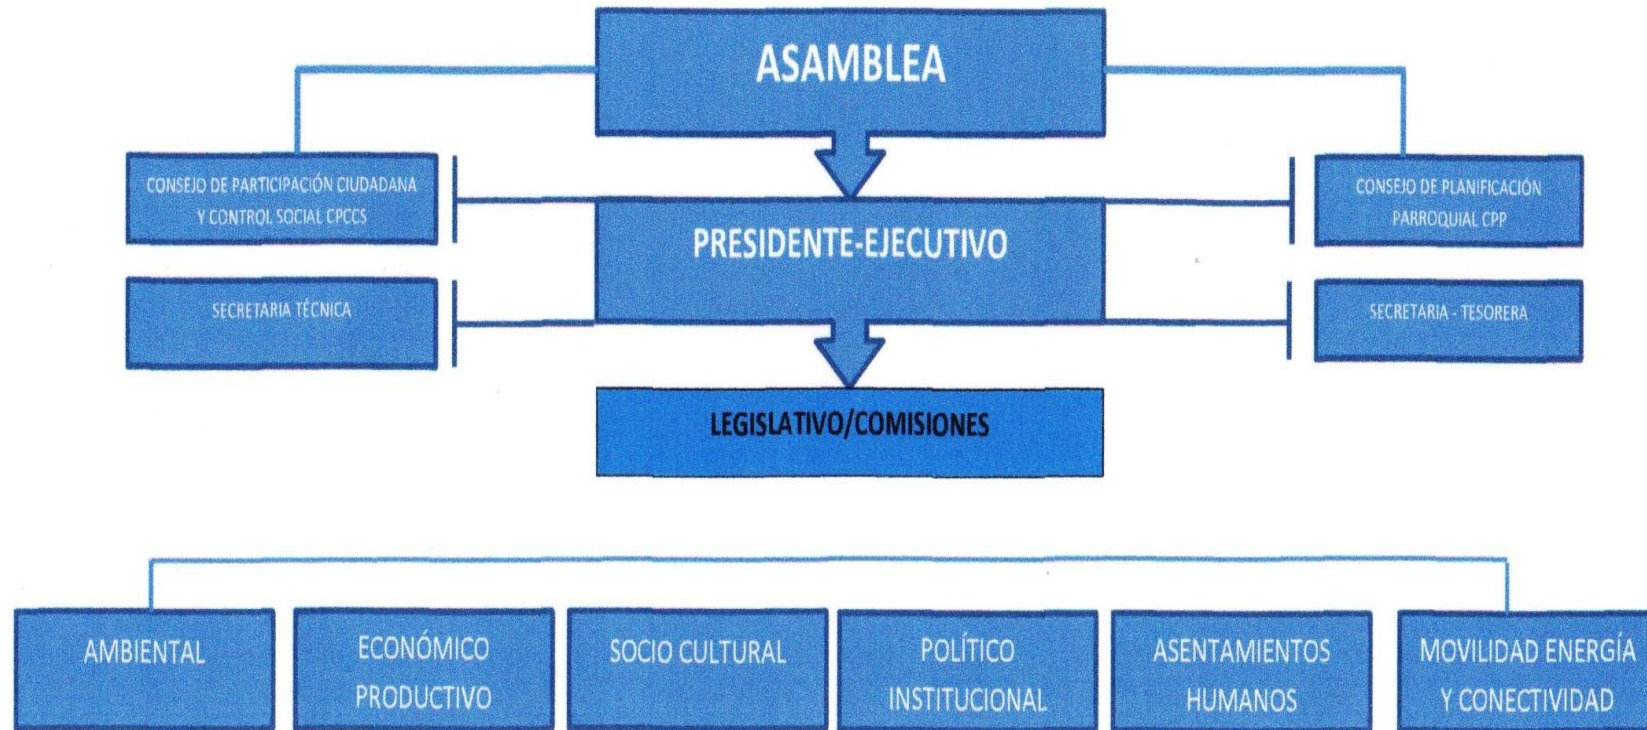 ASAMBLEA
CONSEJO DE PARTICIPACIÓN CIUDADANA
Y CONTROL SOCIAL CPCCS
CONSEJO DE PLANIFICACIÓN
PARROQUIAL CPP
PRESIDENTE-EJECUTIVO
SECRETARIA TÉCNICA
SECRETARIA - TESORERA
LEGISLATIVO/COMISIONES
AMBIENTAL
ECONÓMICO
PRODUCTIVO
SOCIO CULTURAL
POLÍTICO
INSTITUCIONAL
ASENTAMIENTOS
HUMANOS
MOVILIDAD ENERGÍA
Y CONECTIVIDAD